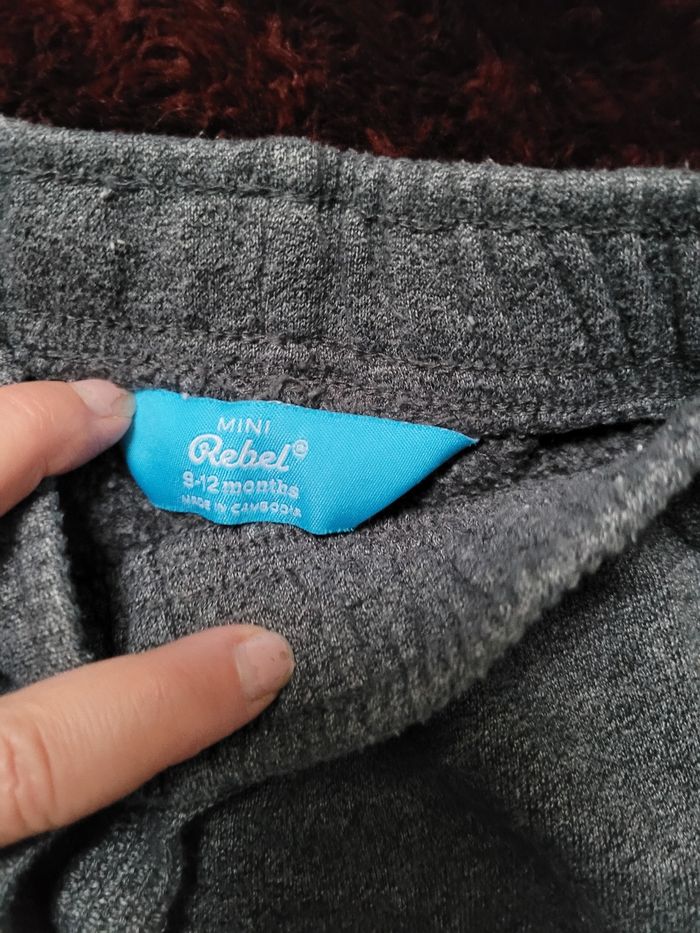 MINI
Rebel®
9-12 months
MADE IN CAMBODIA